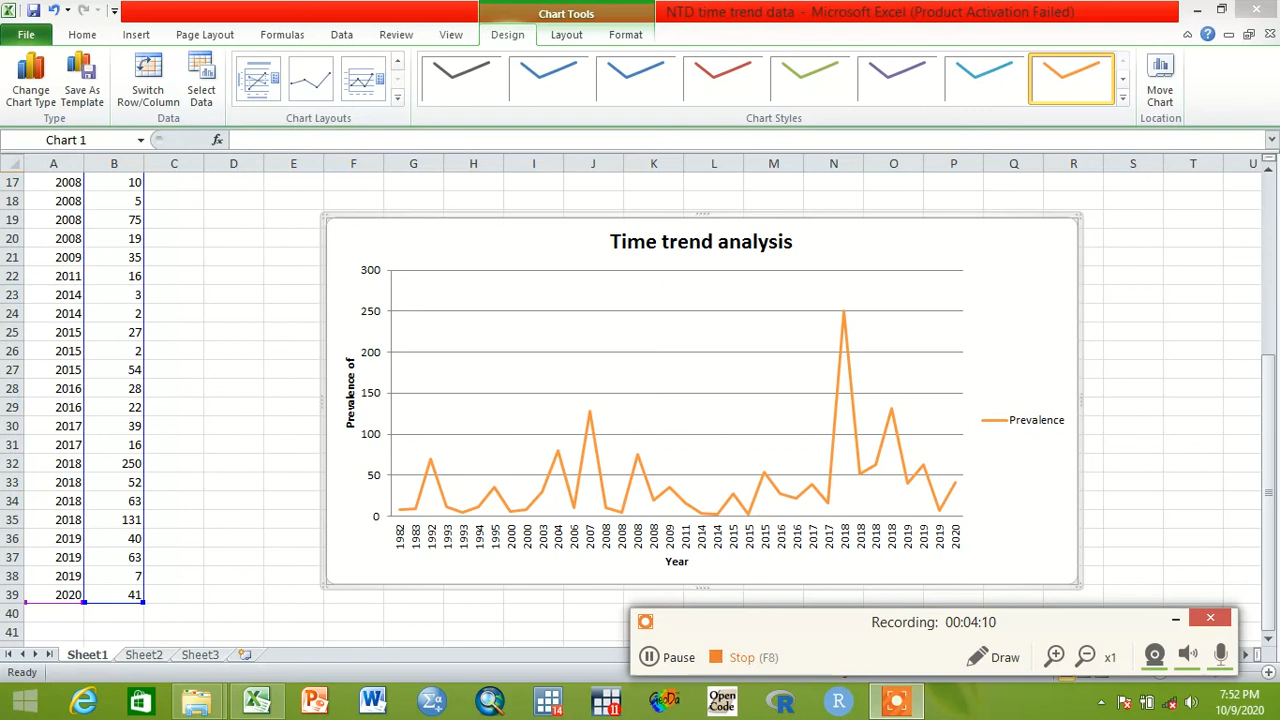 Chart Tools
NTD time trend data - Microsoft Excel (Product Activation Failed)
File Home Insert Page Layout Formulas Data Review View Design Layout Format
Change Chart Type
Save As Template
Switch Row/Column
Select Data
Move Chart
Type Data Chart Layouts Chart Styles Location
Chart 1 fx
A B C D E F G H I J K L M N O P Q R S T U
17 2008 10
18 2008 5
19 2008 75
20 2008 19
21 2009 35
22 2011 16
23 2014 3
24 2014 2
25 2015 27
26 2015 2
27 2015 54
28 2016 28
29 2016 22
30 2017 39
31 2017 16
32 2018 250
33 2018 52
34 2018 63
35 2018 131
36 2019 40
37 2019 63
38 2019 7
39 2020 41
40
41
Time trend analysis
300
250
200
150
100
50
0
Prevalence of
1982 1983 1992 1993 1993 1994 1995 2000 2000 2003 2004 2006 2007 2008 2008 2008 2008 2009 2011 2014 2014 2015 2015 2015 2016 2016 2017 2017 2018 2018 2018 2018 2019 2019 2019 2020
Year
Prevalence
Recording: 00:04:10
Pause Stop (F8) Draw x1
Sheet1 Sheet2 Sheet3
Ready
14
11
GeoDa
Open Code
R
R
7:52 PM
10/9/2020